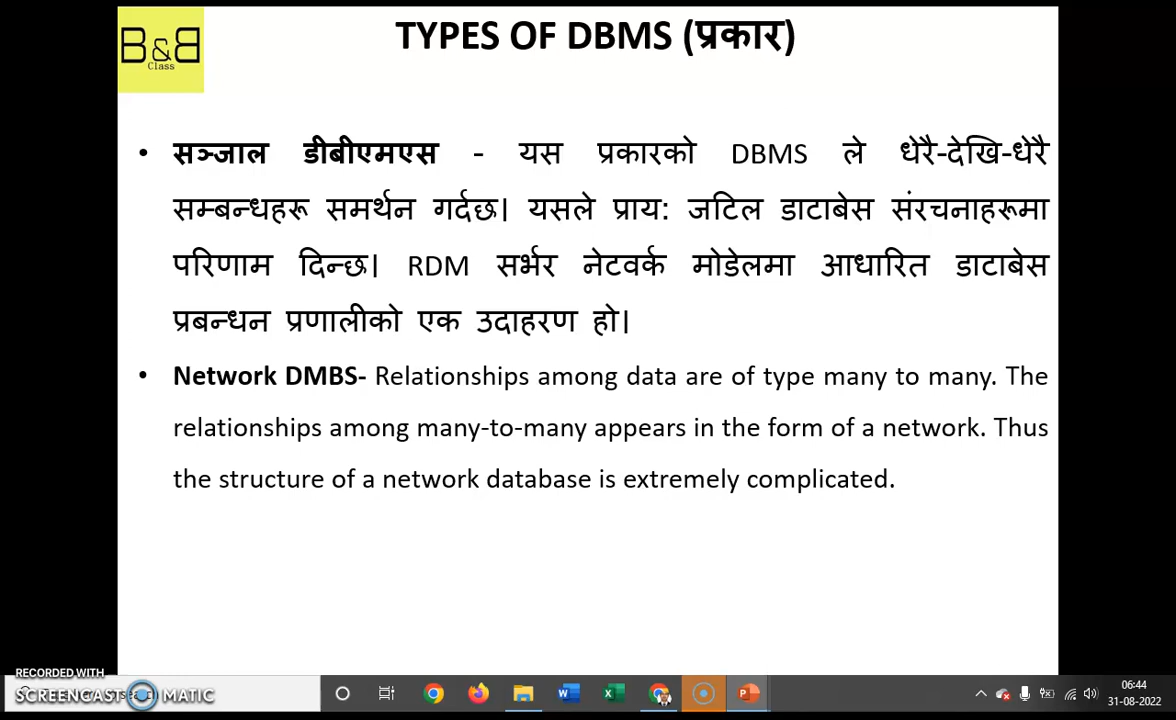 B&B
Class
TYPES OF DBMS (प्रकार)
• सञ्जाल डीबीएमएस - यस प्रकारको DBMS ले धेरै-देखि-धेरै
सम्बन्धहरू समर्थन गर्दछ। यसले प्राय: जटिल डाटाबेस संरचनाहरूमा
परिणाम दिन्छ। RDM सर्भर नेटवर्क मोडेलमा आधारित डाटाबेस
प्रबन्धन प्रणालीको एक उदाहरण हो।
• Network DMBS- Relationships among data are of type many to many. The
relationships among many-to-many appears in the form of a network. Thus
the structure of a network database is extremely complicated.
RECORDED WITH
SCREENCAST MATIC
06:44
31-08-2022